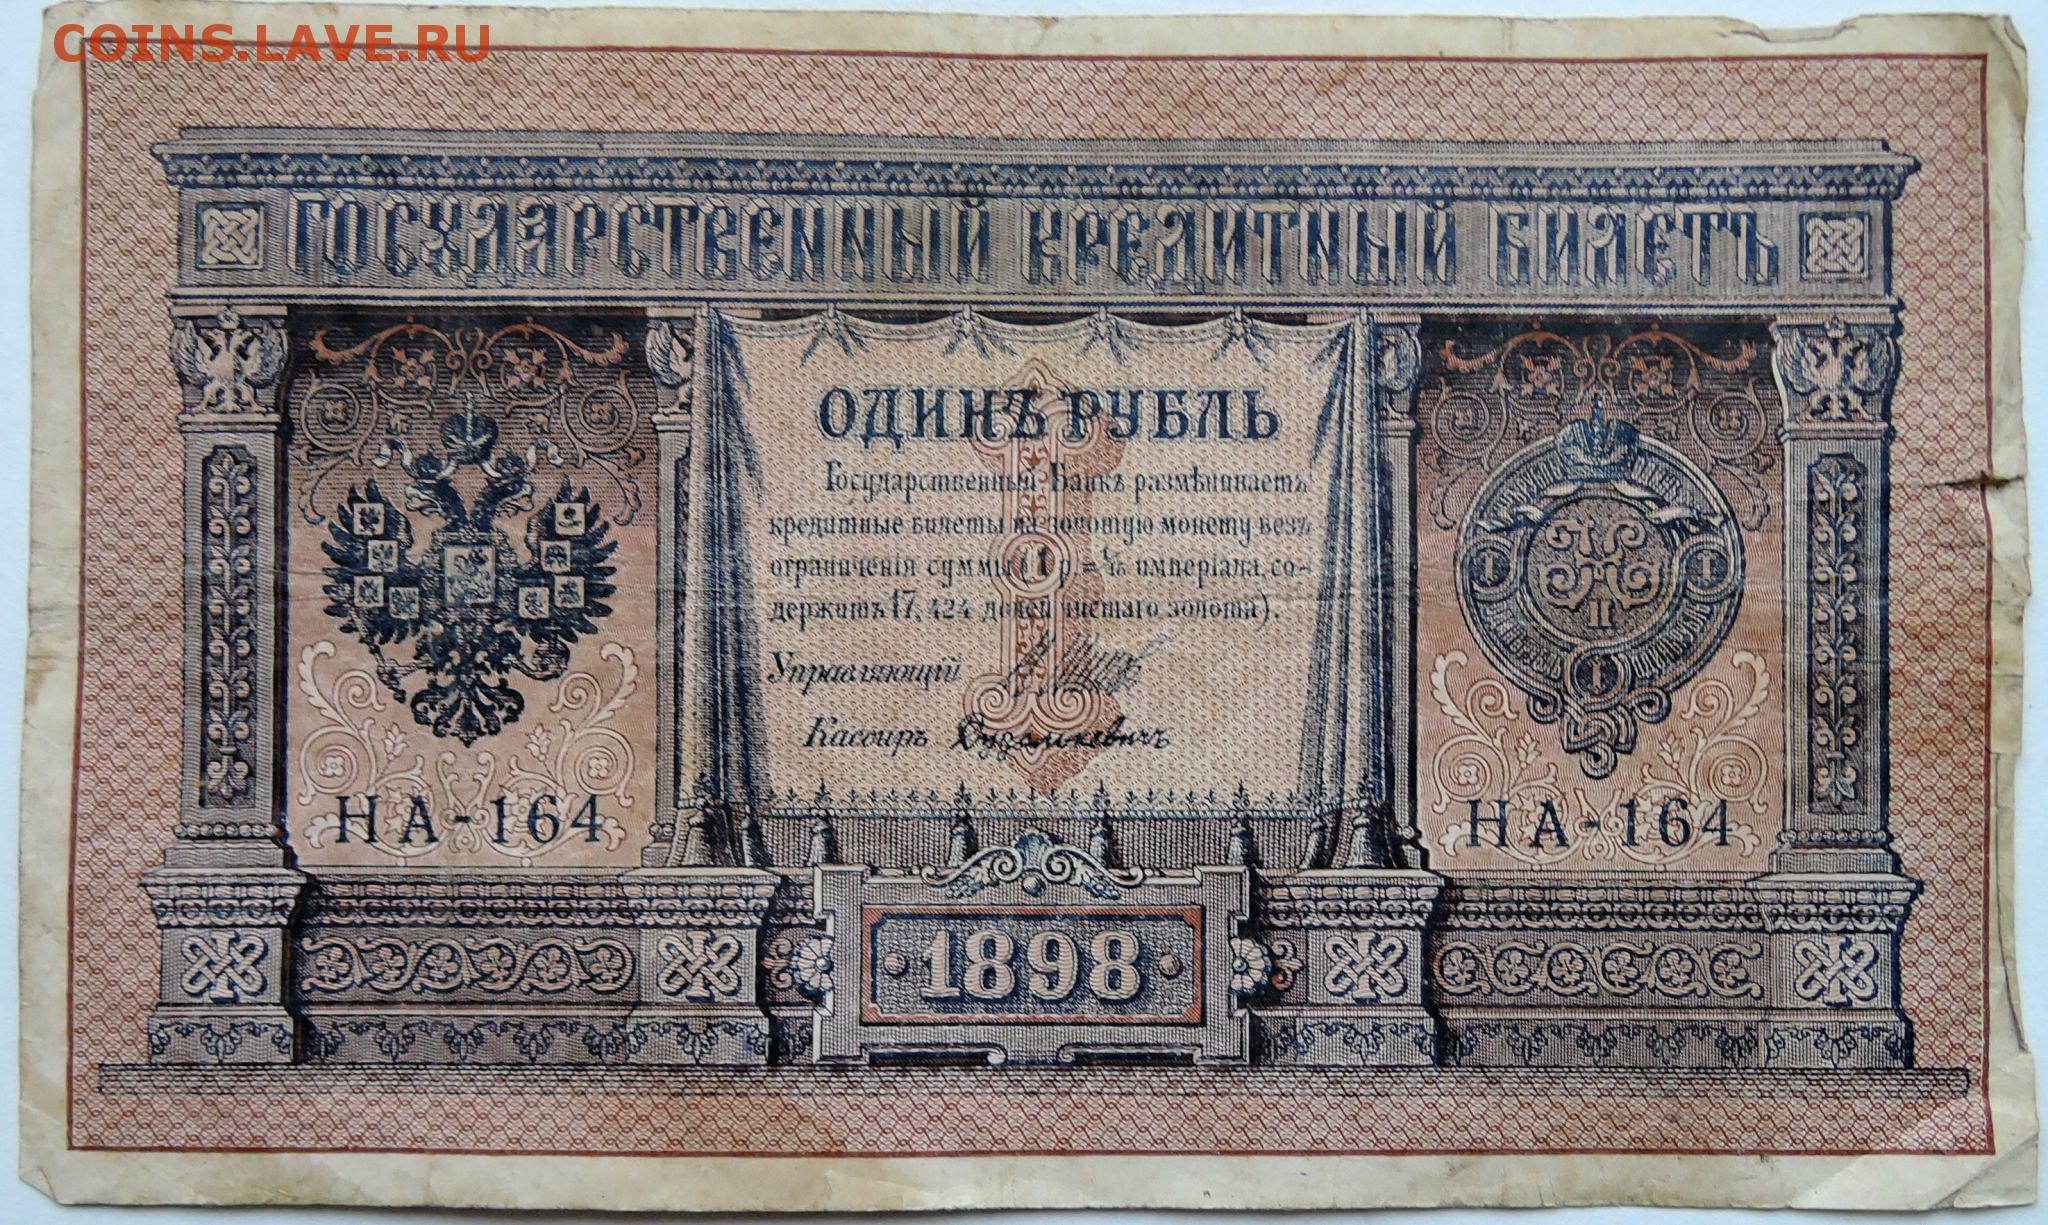 COINS.LAVE.RU
ГОСУДАРСТВЕННЫЙ КРЕДИТНЫЙ БИЛЕТЪ
ОДИНЪ РУБЛЬ
Государственный Банкъ размѣниваетъ
кредитные билеты на золотую монету безъ
ограниченія суммы (1 р. = 1/15 имперіала, со-
держитъ 17,424 долей чистаго золота).
Управляющій
Кассиръ
I I
Н
II
I
НА-164 НА-164
1898